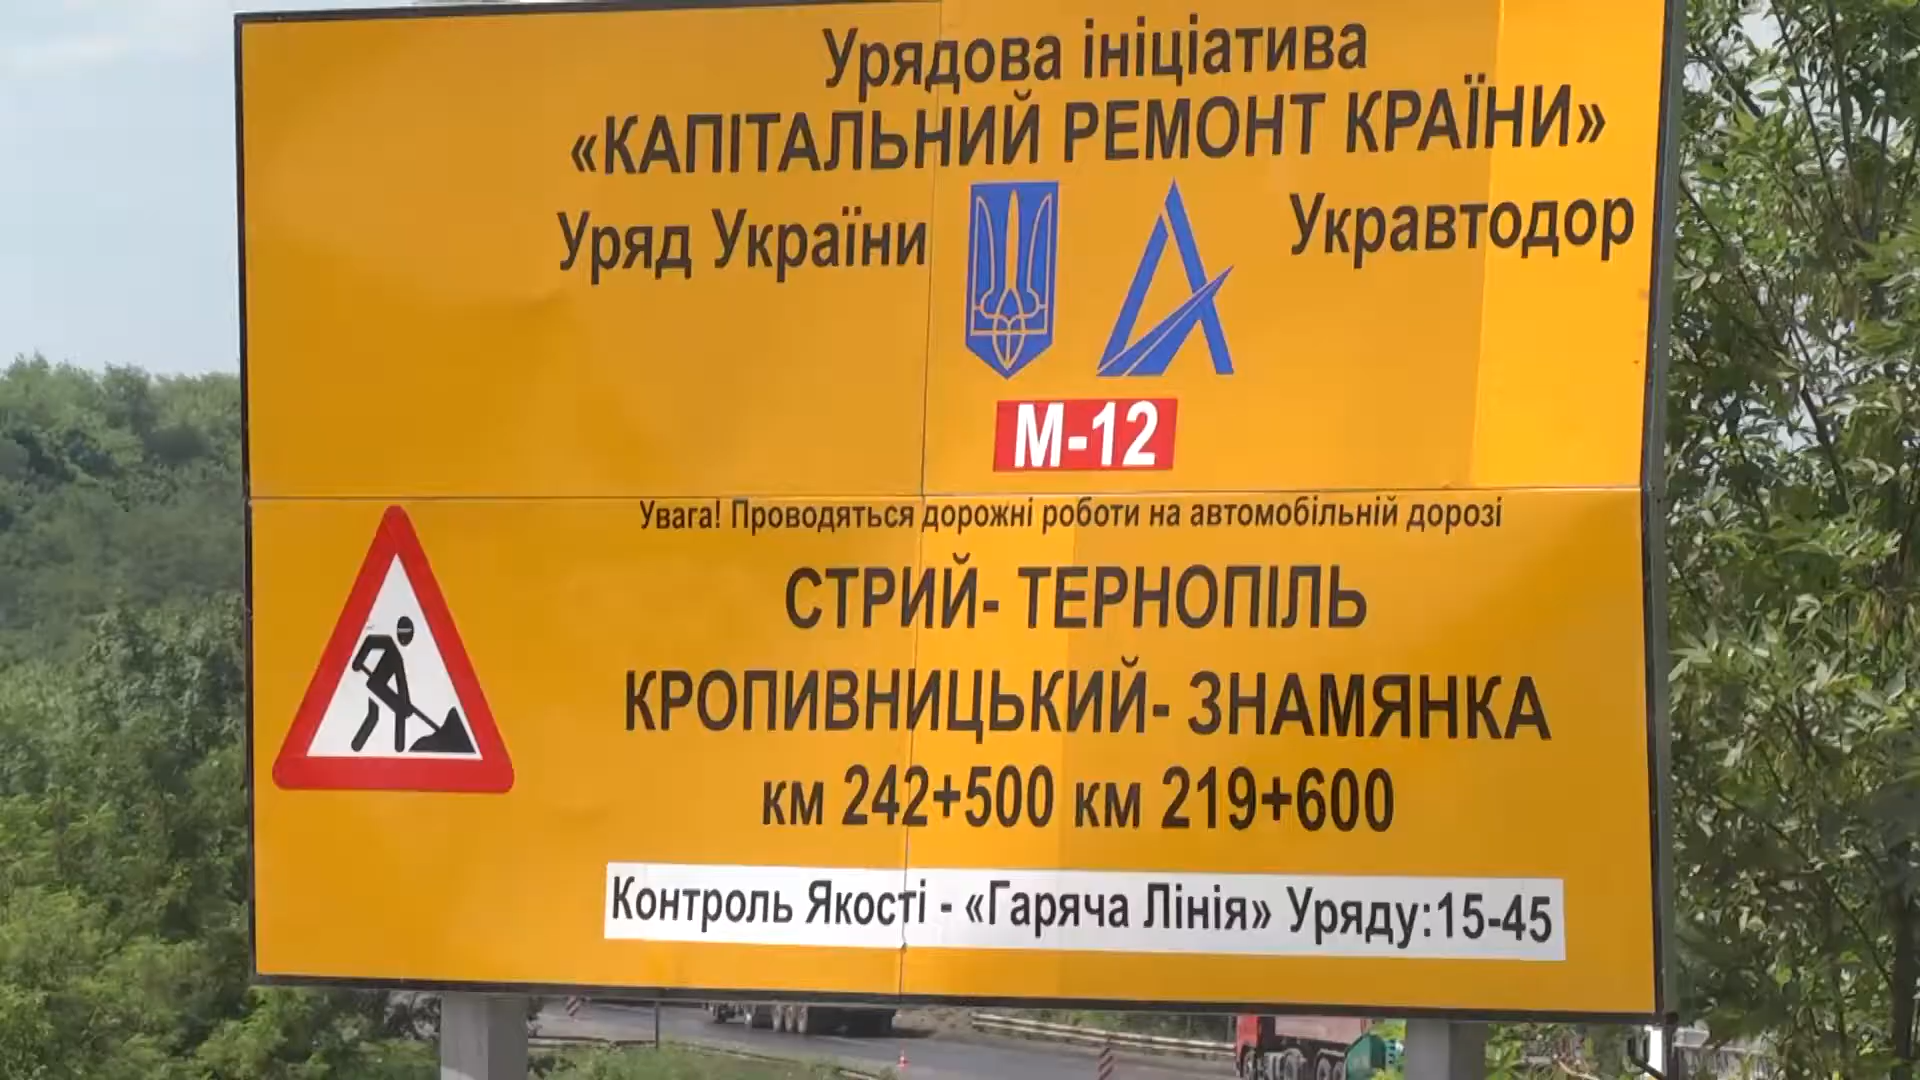 Урядова ініціатива
«КАПІТАЛЬНИЙ РЕМОНТ КРАЇНИ»
Уряд України Укравтодор
М-12
Увага! Проводяться дорожні роботи на автомобільній дорозі
СТРИЙ- ТЕРНОПІЛЬ
КРОПИВНИЦЬКИЙ- ЗНАМЯНКА
км 242+500 км 219+600
Контроль Якості - «Гаряча Лінія» Уряду:15-45